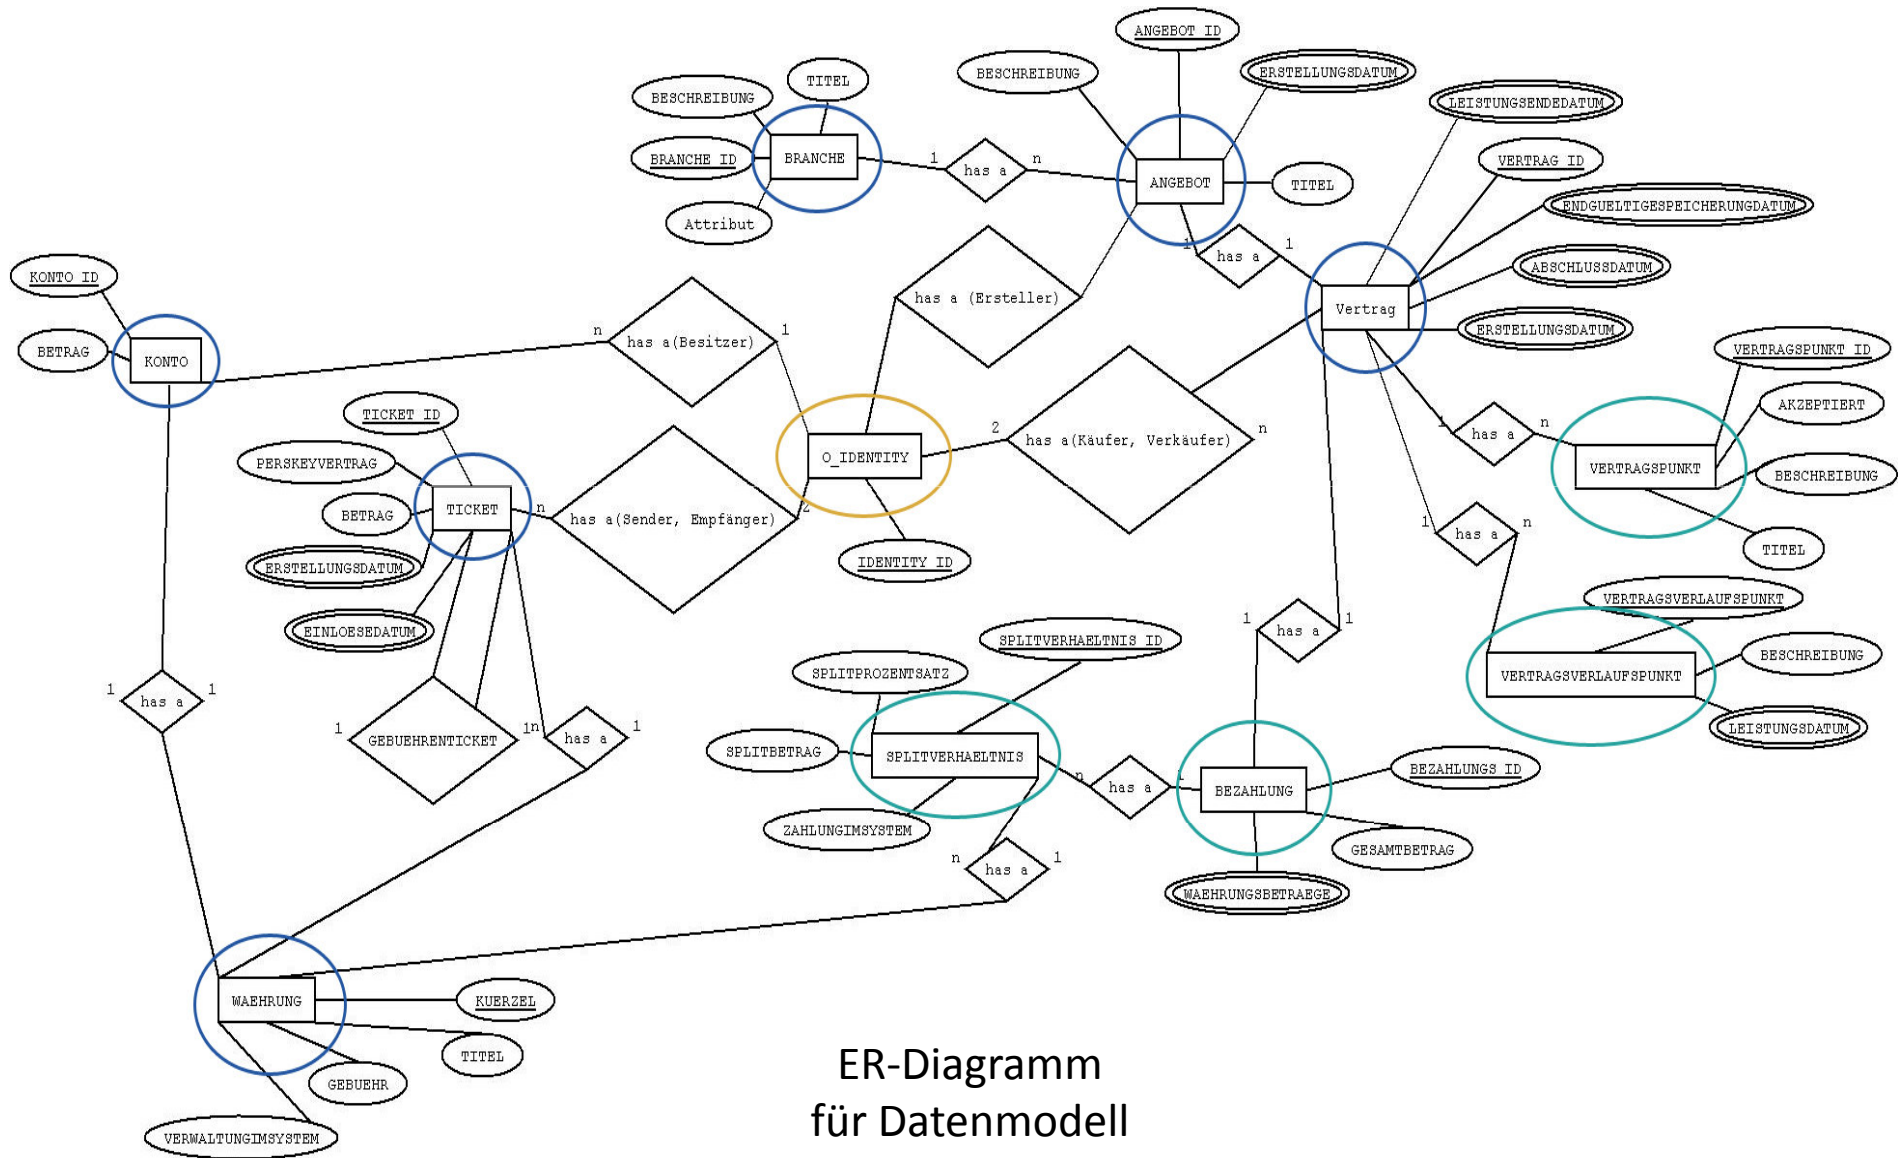 ANGEBOT ID
BESCHREIBUNG
ERSTELLUNGSDATUM
TITEL
BESCHREIBUNG
LEISTUNGSENDEDATUM
BRANCHE ID
BRANCHE
1
has a
n
ANGEBOT
TITEL
VERTRAG ID
Attribut
ENDGUELTIGESPEICHERUNGDATUM
1
has a
1
KONTO ID
ABSCHLUSSDATUM
has a (Ersteller)
Vertrag
ERSTELLUNGSDATUM
BETRAG
KONTO
n
has a(Besitzer)
1
VERTRAGSPUNKT ID
AKZEPTIERT
TICKET ID
1
has a
n
2
has a(Käufer, Verkäufer)
n
O_IDENTITY
PERSKEYVERTRAG
VERTRAGSPUNKT
BESCHREIBUNG
BETRAG
TICKET
n
has a(Sender, Empfänger)
2
1
has a
n
TITEL
ERSTELLUNGSDATUM
IDENTITY ID
EINLOESEDATUM
VERTRAGSVERLAUFSPUNKT
1
has a
1
SPLITVERHAELTNIS ID
BESCHREIBUNG
SPLITPROZENTSATZ
VERTRAGSVERLAUFSPUNKT
1
has a
1
LEISTUNGSDATUM
1
GEBUEHRENTICKET
1
n
has a
1
SPLITBETRAG
SPLITVERHAELTNIS
n
has a
1
BEZAHLUNG
BEZAHLUNGS ID
ZAHLUNGIMSYSTEM
GESAMTBETRAG
n
has a
1
WAEHRUNGSBETRAEGE
WAEHRUNG
KUERZEL
TITEL
GEBUEHR
VERWALTUNGIMSYSTEM
ER-Diagramm
für Datenmodell